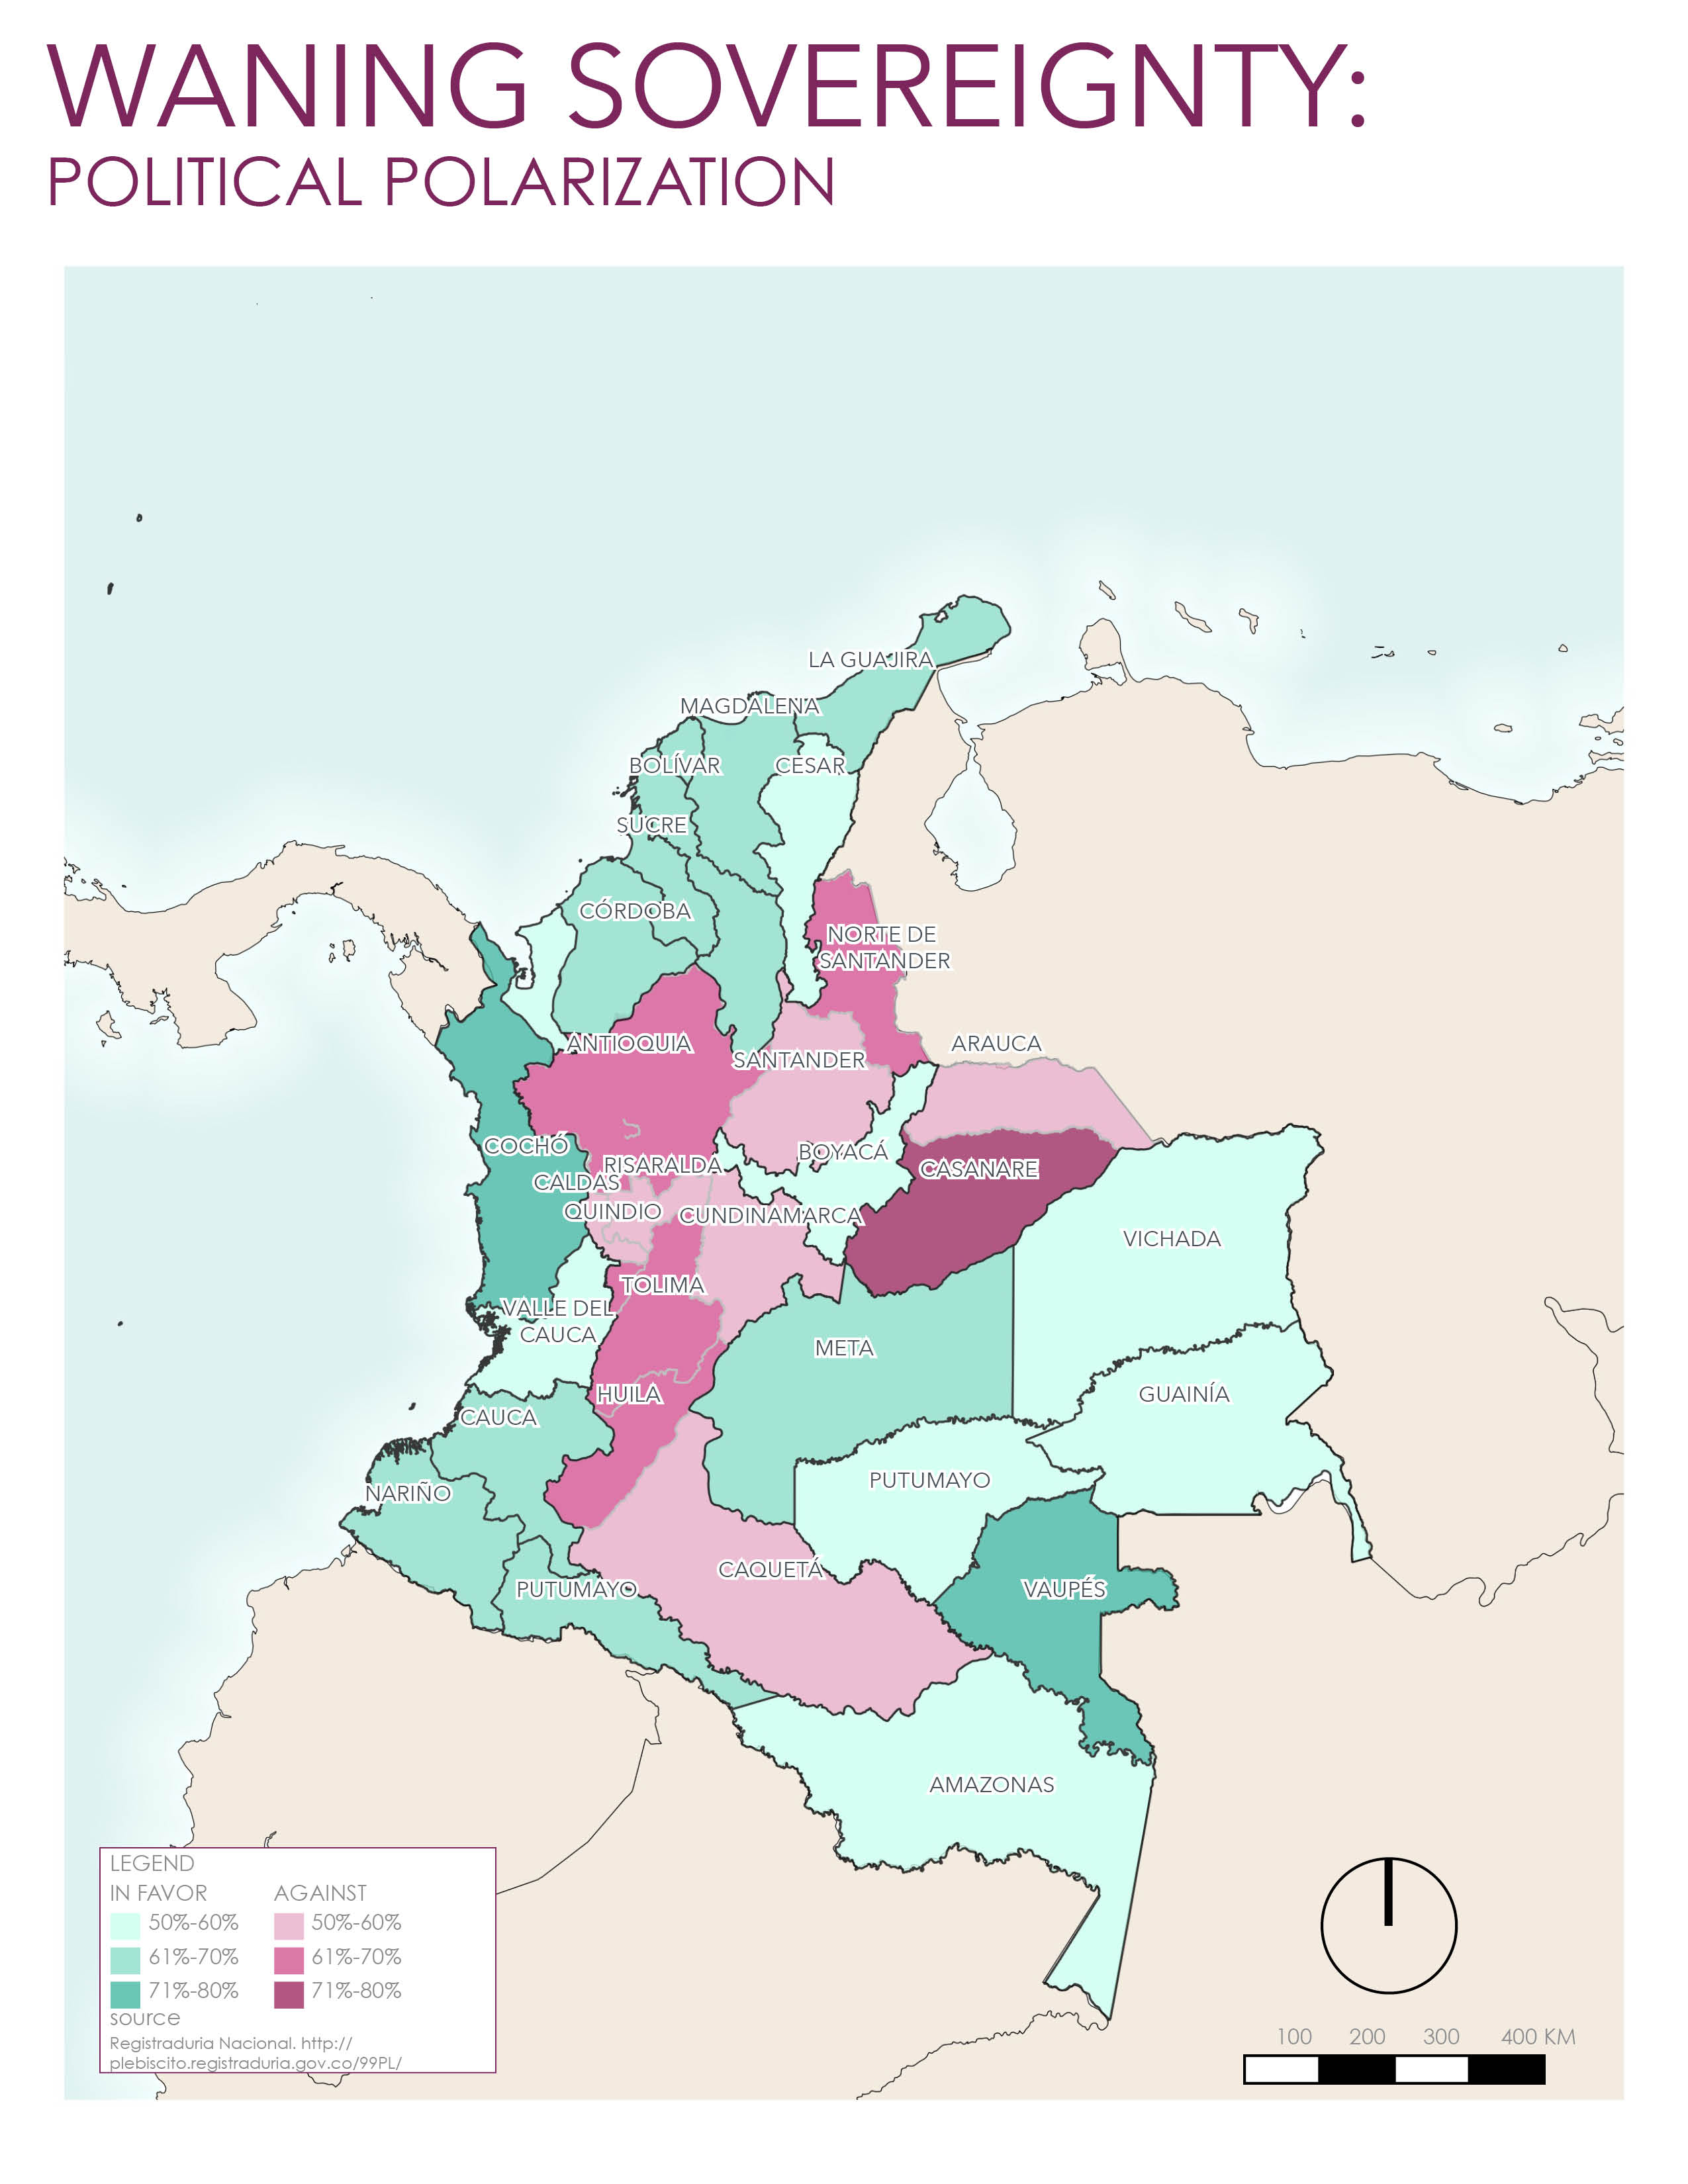 WANING SOVEREIGNTY:
POLITICAL POLARIZATION
LA GUAJIRA
MAGDALENA
BOLÍVAR
CESAR
SUCRE
CÓRDOBA
NORTE DE
SANTANDER
ANTIOQUIA
SANTANDER
ARAUCA
COCHÓ
BOYACÁ
RISARALDA
CASANARE
CALDAS
QUINDIO
CUNDINAMARCA
VICHADA
TOLIMA
VALLE DEL
CAUCA
META
HUILA
GUAINÍA
CAUCA
PUTUMAYO
NARIÑO
CAQUETÁ
PUTUMAYO
VAUPÉS
AMAZONAS
LEGEND
IN FAVOR AGAINST
50%-60% 50%-60%
61%-70% 61%-70%
71%-80% 71%-80%
source
Registraduria Nacional. http://
plebiscito.registraduria.gov.co/99PL/
100 200 300 400 KM